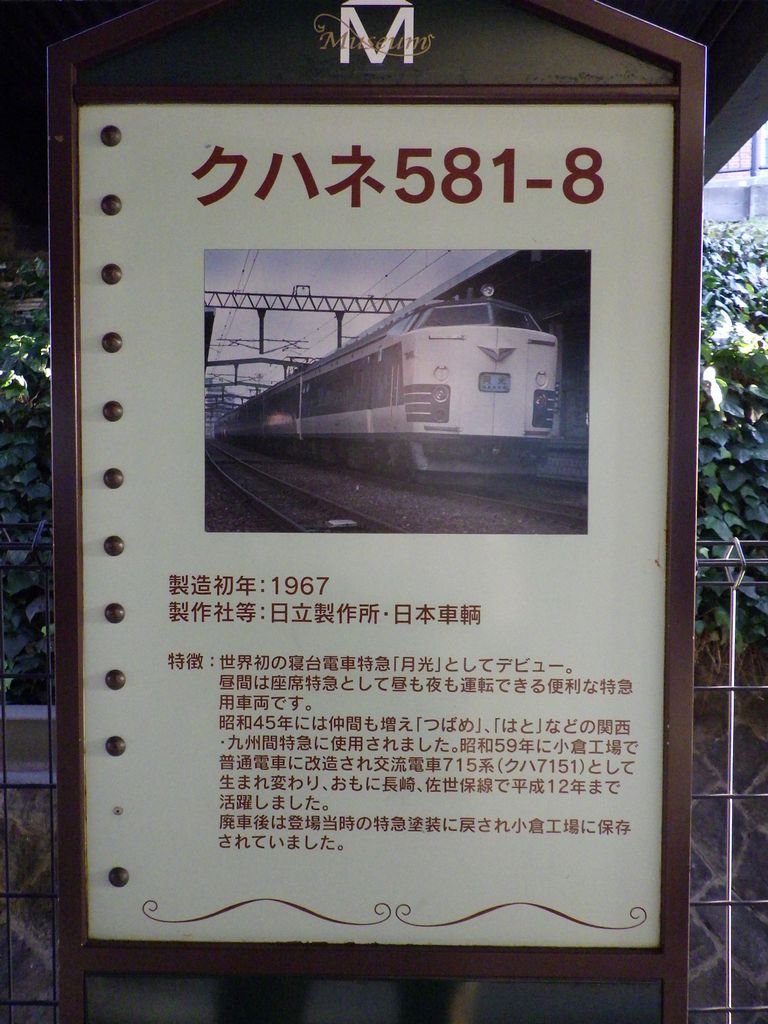 M
Museum
クハネ581-8
月光
製造初年：1967
製作社等：日立製作所・日本車輌
特徴：世界初の寝台電車特急「月光」としてデビュー。
昼間は座席特急として昼も夜も運転できる便利な特急
用車両です。
昭和45年には仲間も増え「つばめ」、「はと」などの関西
・九州間特急に使用されました。昭和59年に小倉工場で
普通電車に改造され交流電車715系（クハ7151）として
生まれ変わり、おもに長崎、佐世保線で平成12年まで
活躍しました。
廃車後は登場当時の特急塗装に戻され小倉工場に保存
されていました。